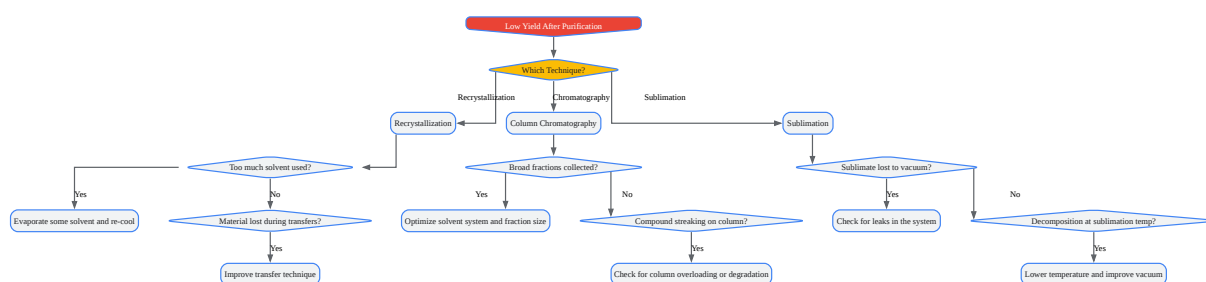 Low Yield After Purification
Which Technique?
Recrystallization
Chromatography
Sublimation
Recrystallization
Column Chromatography
Sublimation
Too much solvent used?
Broad fractions collected?
Sublimate lost to vacuum?
Yes
No
Yes
No
Yes
No
Evaporate some solvent and re-cool
Material lost during transfers?
Optimize solvent system and fraction size
Compound streaking on column?
Check for leaks in the system
Decomposition at sublimation temp?
Yes
Yes
Yes
Improve transfer technique
Check for column overloading or degradation
Lower temperature and improve vacuum